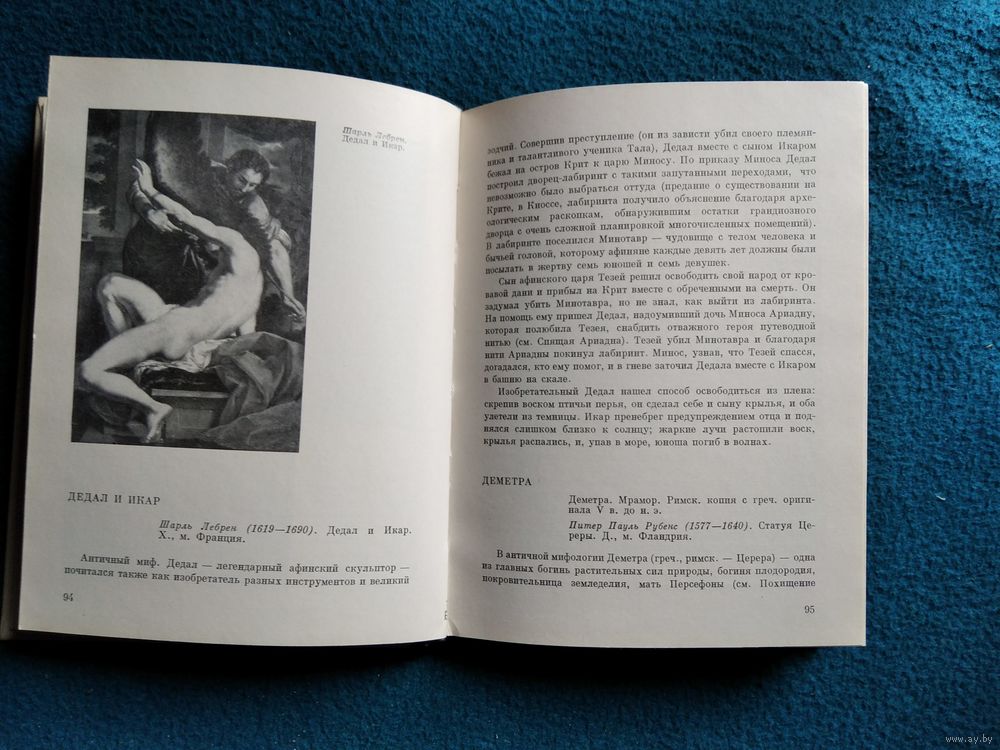 Шарль Лебрен.
Дедал и Икар.
ДЕДАЛ И ИКАР
Шарль Лебрен (1619—1690). Дедал и Икар.
Х., м. Франция.
Античный миф. Дедал — легендарный афинский скульптор —
почитался также как изобретатель разных инструментов и великий
94
зодчий. Совершив преступление (он из зависти убил своего племян-
ника и талантливого ученика Тала), Дедал вместе с сыном Икаром
бежал на остров Крит к царю Миносу. По приказу Миноса Дедал
построил дворец-лабиринт с такими запутанными переходами, что
невозможно было выбраться оттуда (предание о существовании на
Крите, в Кноссе, лабиринта получило объяснение благодаря архе-
ологическим раскопкам, обнаружившим остатки грандиозного
дворца с очень сложной планировкой многочисленных помещений).
В лабиринте поселился Минотавр — чудовище с телом человека и
бычьей головой, которому афиняне каждые девять лет должны были
посылать в жертву семь юношей и семь девушек.
Сын афинского царя Тезей решил освободить свой народ от кро-
вавой дани и прибыл на Крит вместе с обреченными на смерть. Он
задумал убить Минотавра, но не знал, как выйти из лабиринта.
На помощь ему пришел Дедал, надоумивший дочь Миноса Ариадну,
которая полюбила Тезея, снабдить отважного героя путеводной
нитью (см. Спящая Ариадна). Тезей убил Минотавра и благодаря
нити Ариадны покинул лабиринт. Минос, узнав, что Тезей спасся,
догадался, кто ему помог, и в гневе заточил Дедала вместе с Икаром
в башню на скале.
Изобретательный Дедал нашел способ освободиться из плена:
скрепив воском птичьи перья, он сделал себе и сыну крылья, и оба
улетели из темницы. Икар пренебрег предупреждением отца и под-
нялся слишком близко к солнцу; жаркие лучи растопили воск,
крылья распались, и, упав в море, юноша погиб в волнах.
ДЕМЕТРА
Деметра. Мрамор. Римск. копия с греч. ориги-
нала V в. до н. э.
Питер Пауль Рубенс (1577—1640). Статуя Це-
реры. Д., м. Фландрия.
В античной мифологии Деметра (греч., римск. — Церера) — одна
из главных богинь растительных сил природы, богиня плодородия,
покровительница земледелия, мать Персефоны (см. Похищение
95
www.ay.by